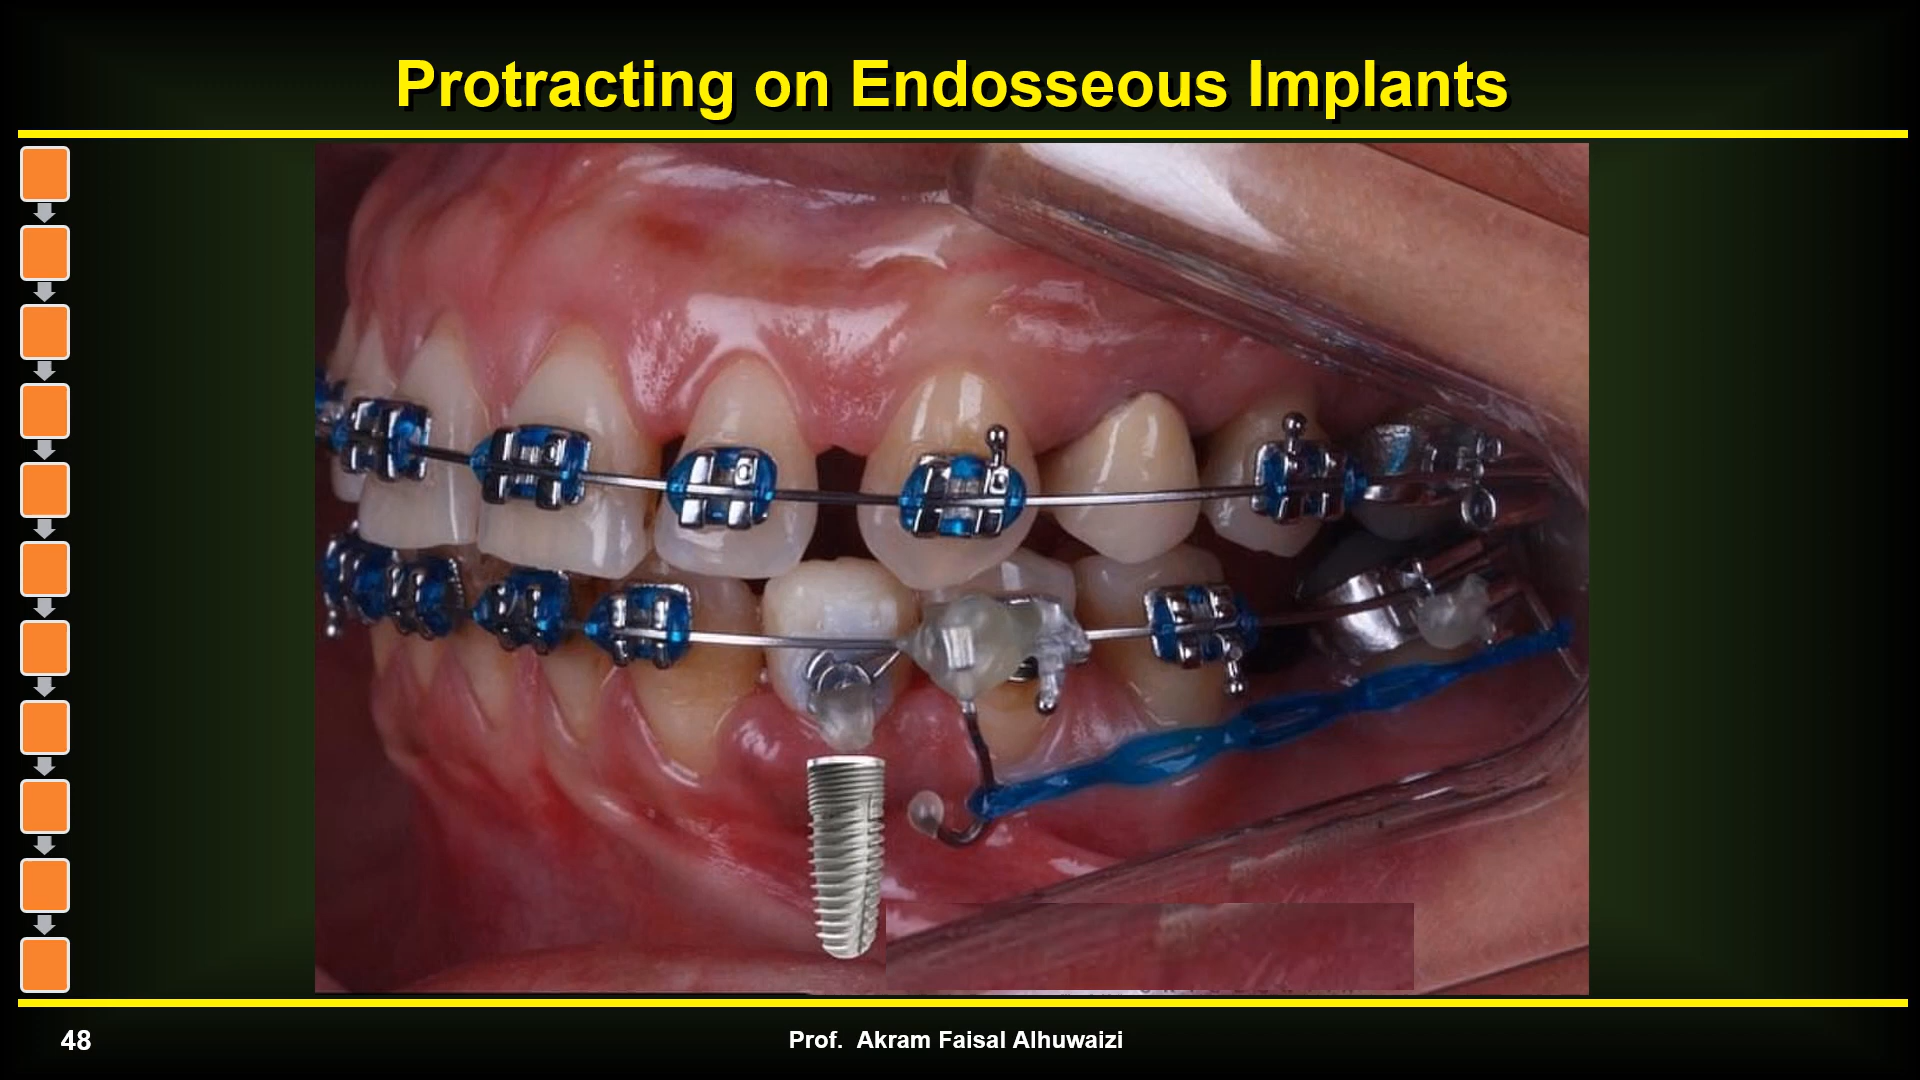 Protracting on Endosseous Implants
48
Prof. Akram Faisal Alhuwaizi